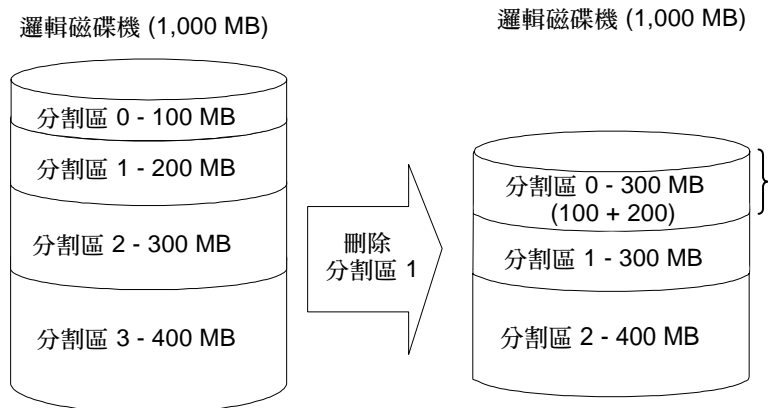 邏輯磁碟機 (1,000 MB)
分割區 0 - 100 MB
分割區 1 - 200 MB
分割區 2 - 300 MB
分割區 3 - 400 MB
刪除
分割區 1
邏輯磁碟機 (1,000 MB)
分割區 0 - 300 MB
(100 + 200)
分割區 1 - 300 MB
分割區 2 - 400 MB